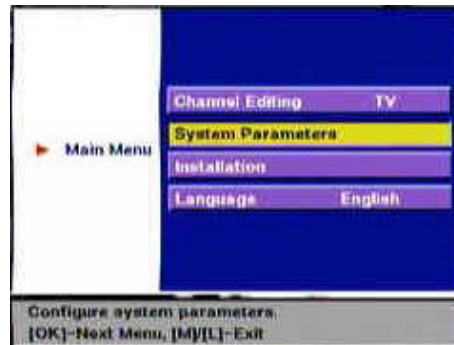 Channel Editing TV
System Parameters
Main Menu
Installation
Language English
Configure system parameters.
[OK]-Next Menu, [M]/[L]-Exit